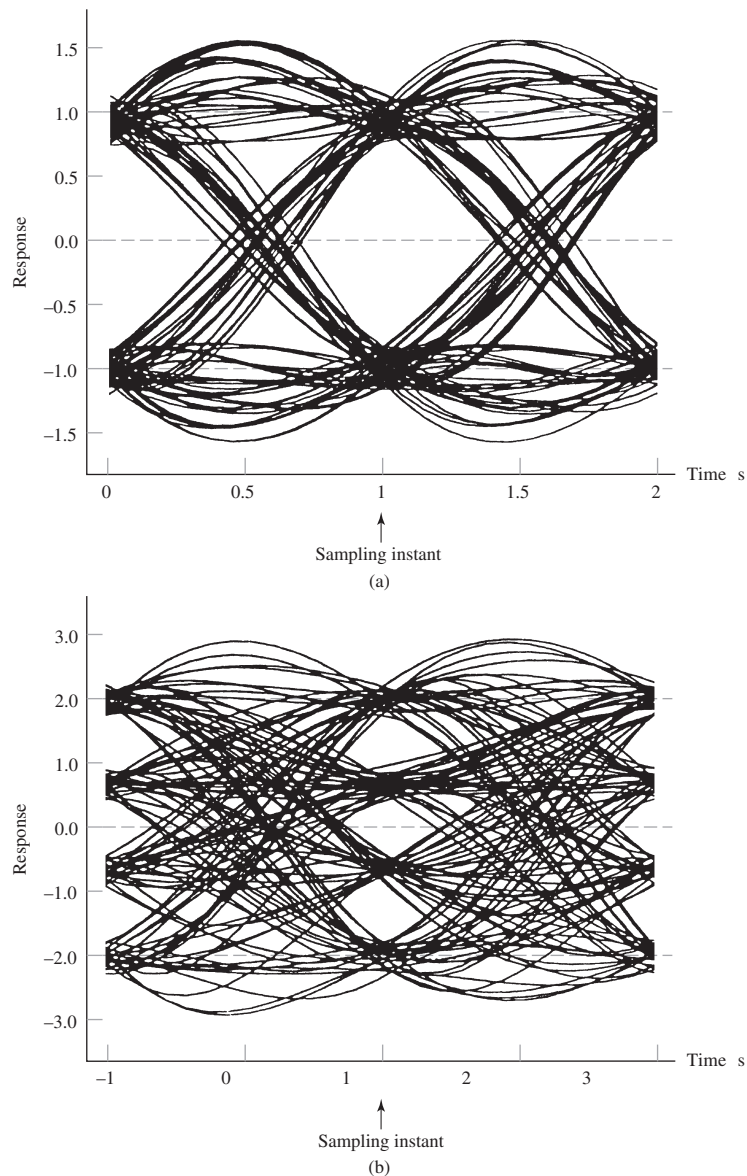 1.5
1.0
0.5
0.0
–0.5
–1.0
–1.5
Response
0 0.5 1 1.5 2 Time s
Sampling instant
(a)
3.0
2.0
1.0
0.0
–1.0
–2.0
–3.0
Response
–1 0 1 2 3 Time s
Sampling instant
(b)